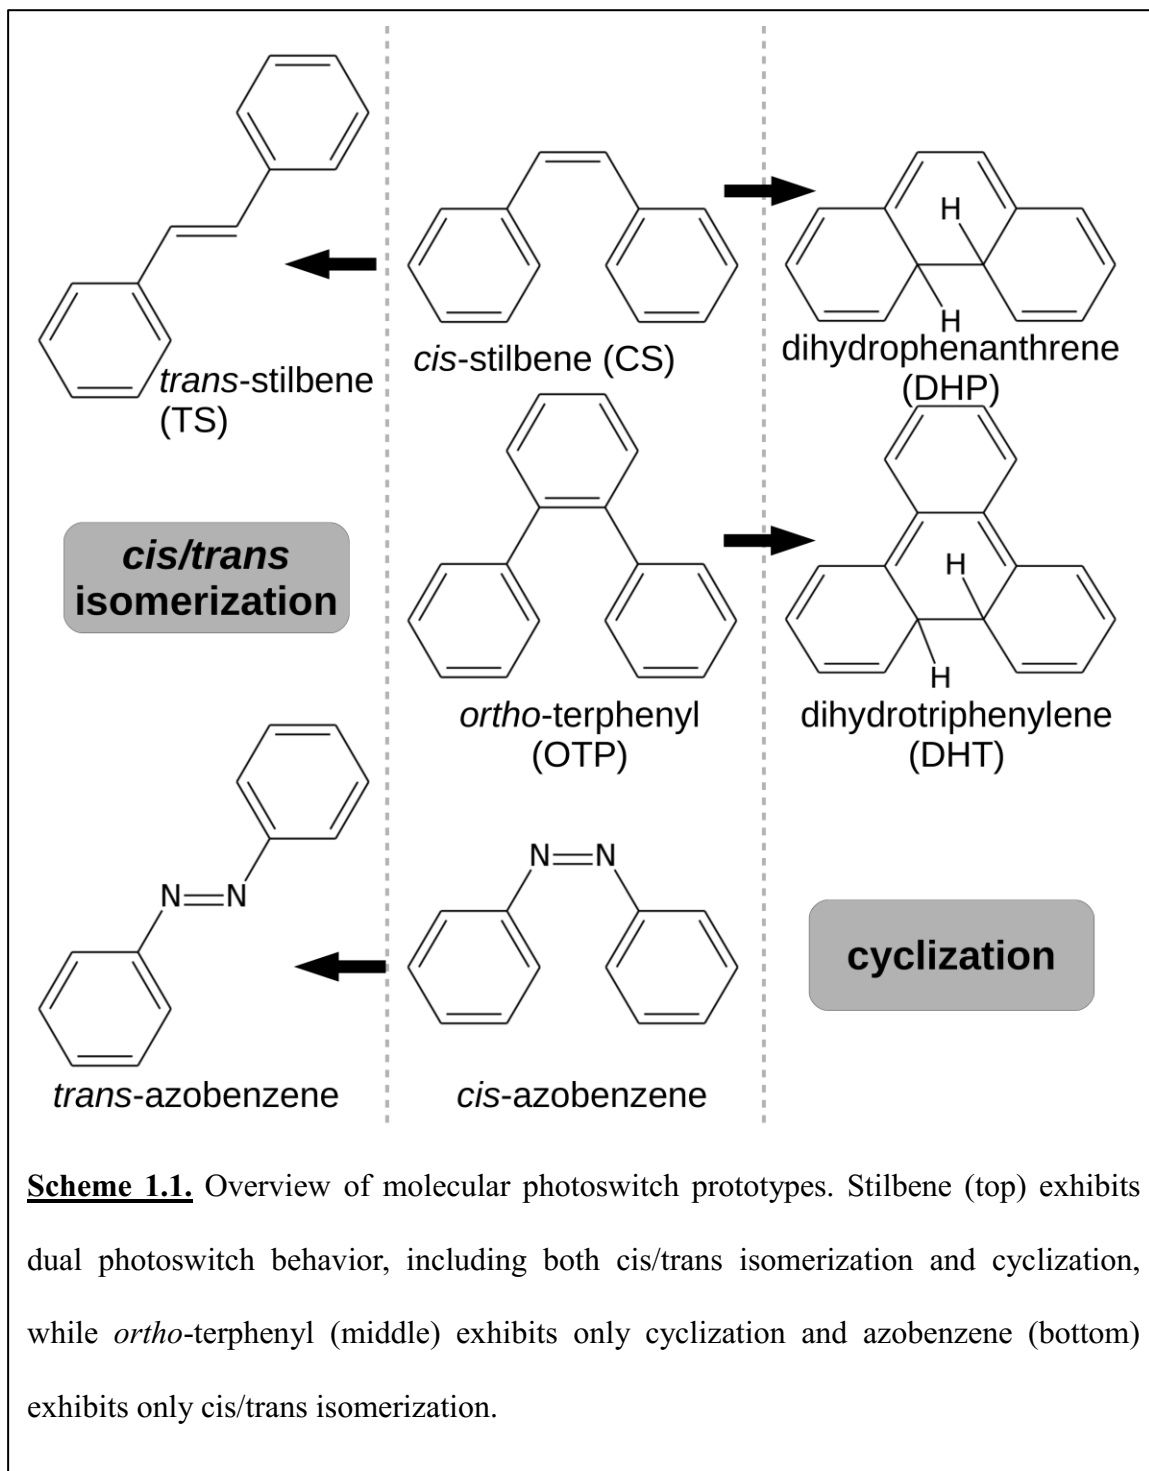 H
H
trans-stilbene
(TS)
cis-stilbene (CS)
dihydrophenanthrene
(DHP)
cis/trans
isomerization
H
H
ortho-terphenyl
(OTP)
dihydrotriphenylene
(DHT)
N=N
N=N
trans-azobenzene
cis-azobenzene
cyclization
Scheme 1.1. Overview of molecular photoswitch prototypes. Stilbene (top) exhibits
dual photoswitch behavior, including both cis/trans isomerization and cyclization,
while ortho-terphenyl (middle) exhibits only cyclization and azobenzene (bottom)
exhibits only cis/trans isomerization.